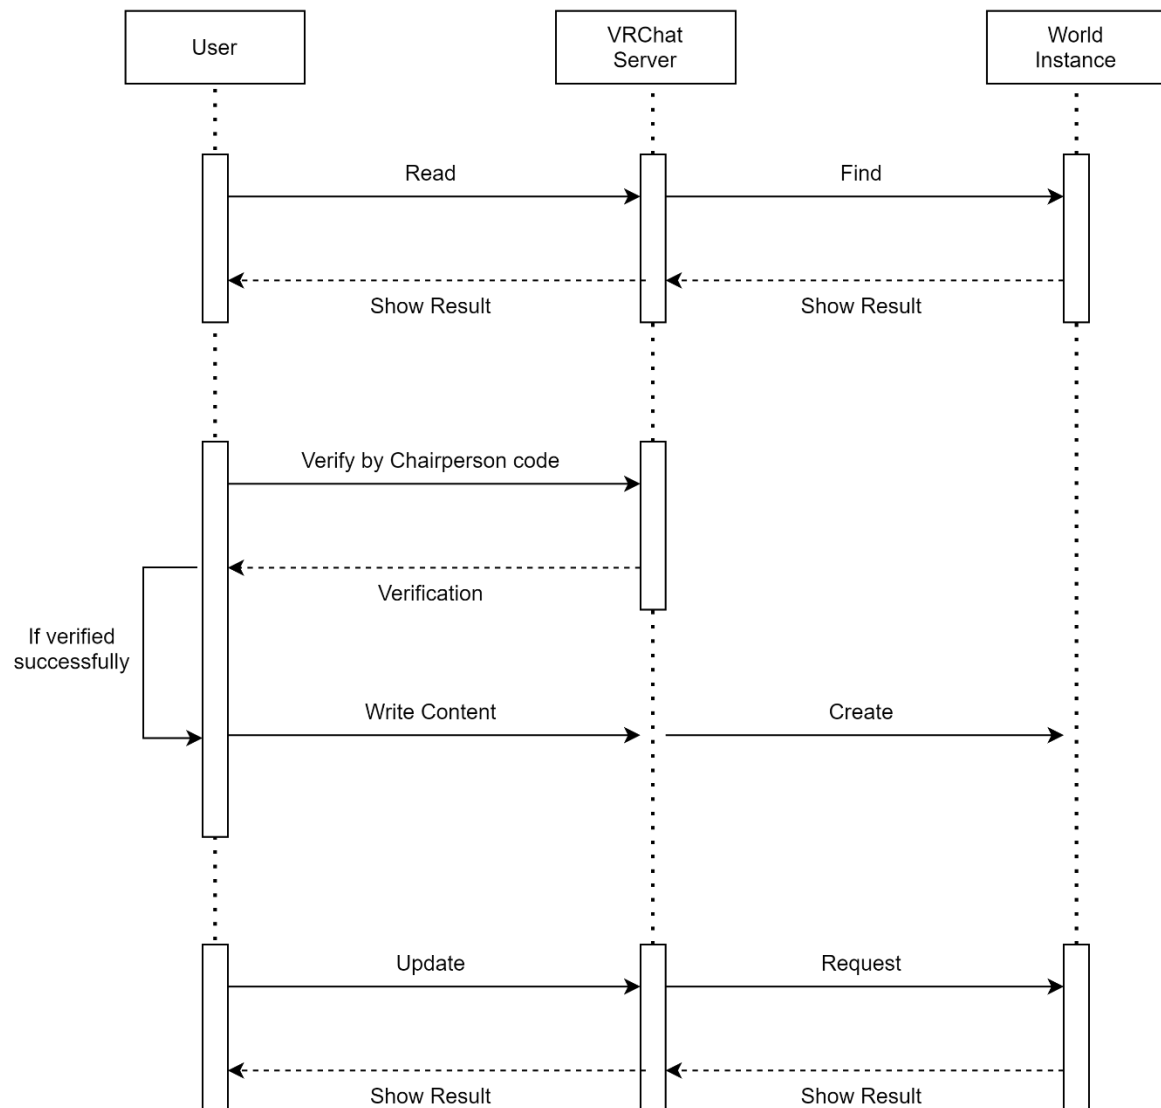 User
VRChat
Server
World
Instance
Read
Find
Show Result
Show Result
Verify by Chairperson code
Verification
If verified
successfully
Write Content
Create
Update
Request
Show Result
Show Result